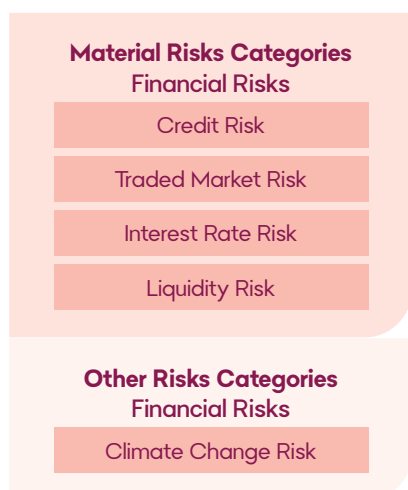 Material Risks Categories
Financial Risks
Credit Risk
Traded Market Risk
Interest Rate Risk
Liquidity Risk
Other Risks Categories
Financial Risks
Climate Change Risk